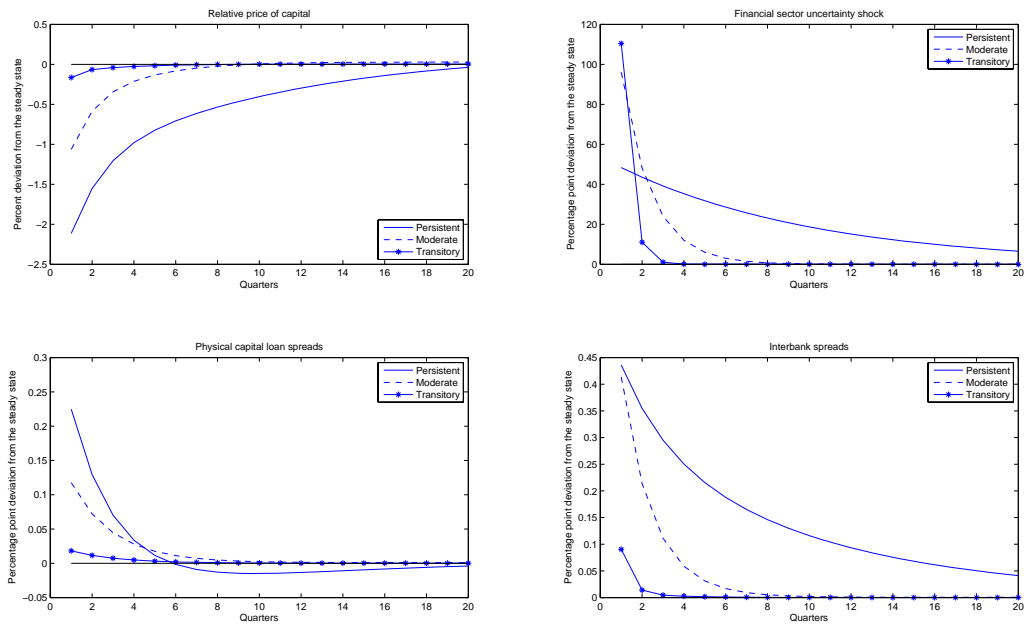 Relative price of capital
Percent deviation from the steady state
0.5
0
−0.5
−1
−1.5
−2
−2.5
0 2 4 6 8 10 12 14 16 18 20
Quarters
Persistent
Moderate
Transitory
Financial sector uncertainty shock
Percentage point deviation from the steady state
120
100
80
60
40
20
0
0 2 4 6 8 10 12 14 16 18 20
Quarters
Persistent
Moderate
Transitory
Physical capital loan spreads
Percentage point deviation from the steady state
0.3
0.25
0.2
0.15
0.1
0.05
0
−0.05
0 2 4 6 8 10 12 14 16 18 20
Quarters
Persistent
Moderate
Transitory
Interbank spreads
Percentage point deviation from the steady state
0.45
0.4
0.35
0.3
0.25
0.2
0.15
0.1
0.05
0
0 2 4 6 8 10 12 14 16 18 20
Quarters
Persistent
Moderate
Transitory